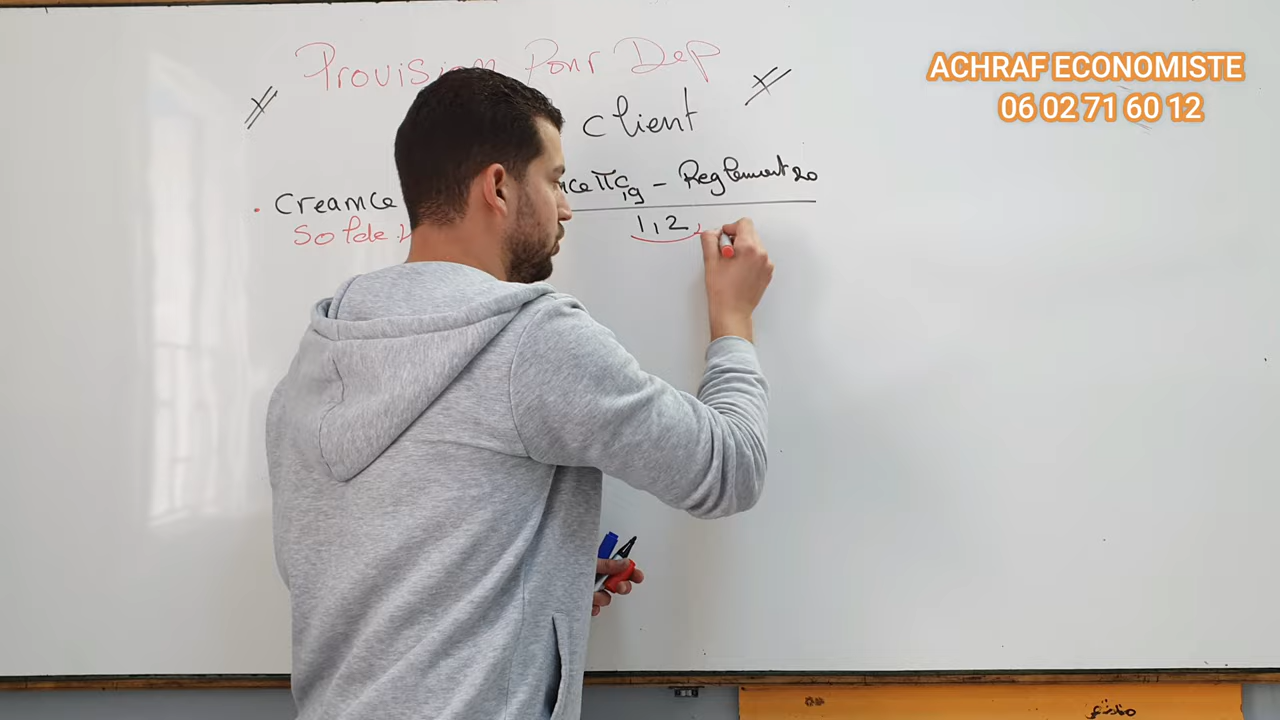 ACHRAF ECONOMISTE
06 02 71 60 12
Provision Pour Dep
client
Creance nce TTC 19 - Reglement 20
Solde 1,2